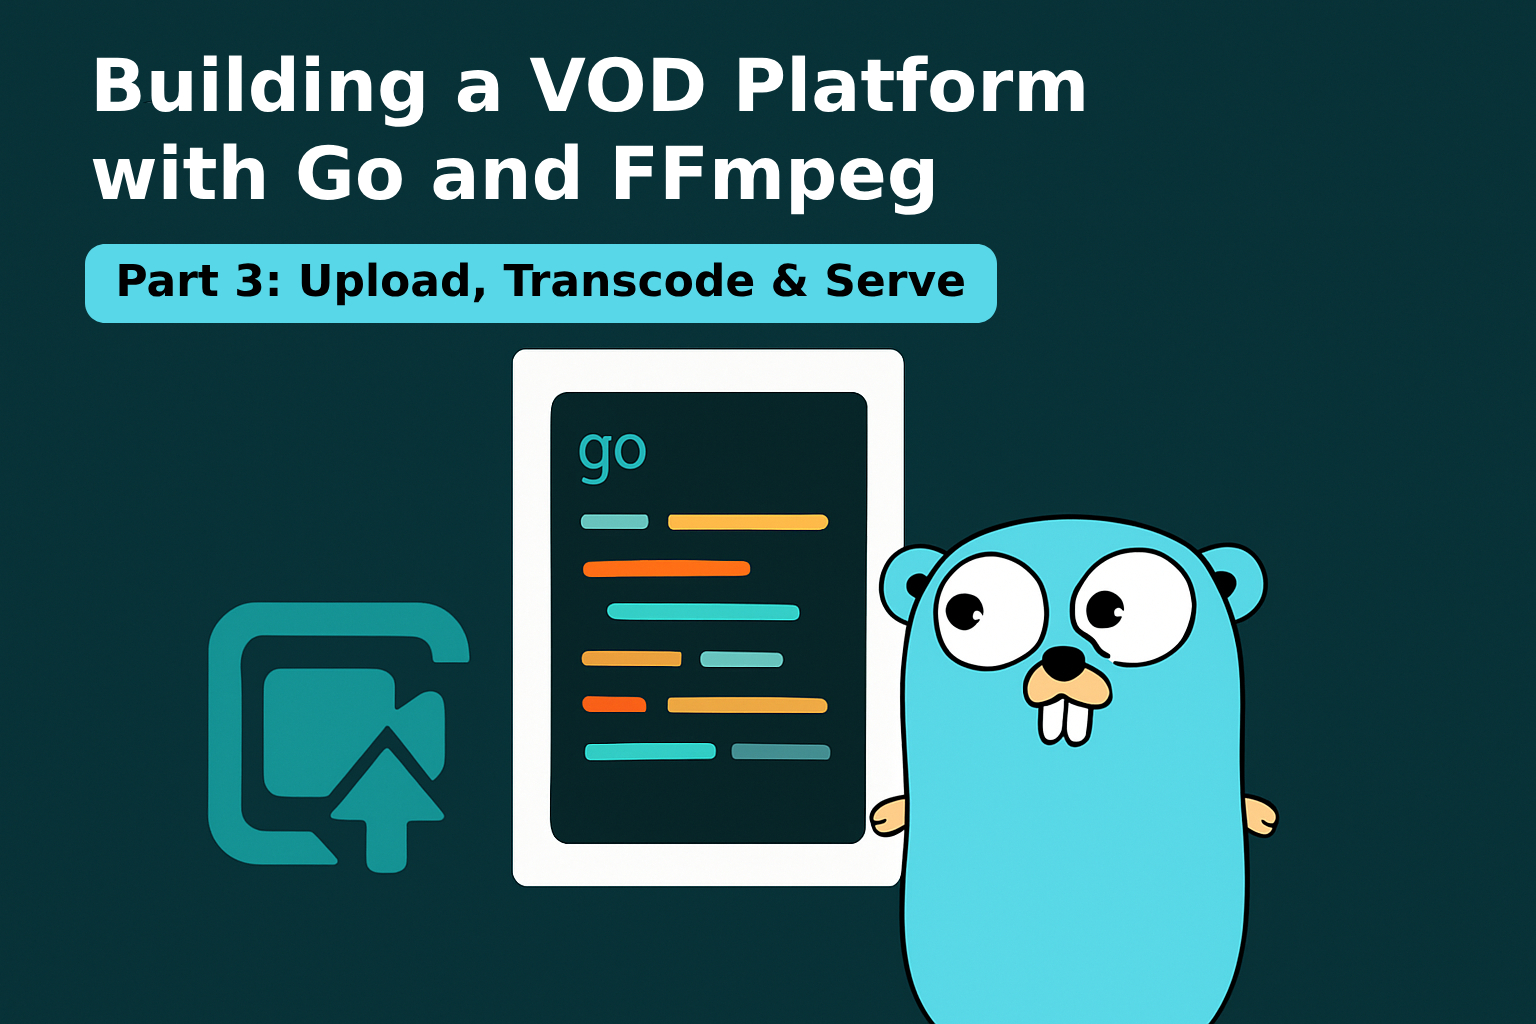 Building a VOD Platform
with Go and FFmpeg
Part 3: Upload, Transcode & Serve
go